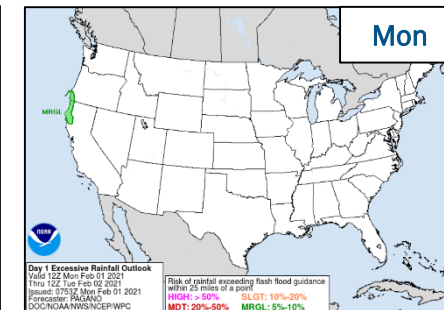 Mon
MRGL
NOAA
Day 1 Excessive Rainfall Outlook
Valid 12Z Mon Feb 01 2021
Thru 12Z Tue Feb 02 2021
Issued: 0753Z Mon Feb 01 2021
Forecaster: PAGANO
DOC/NOAA/NWS/NCEP/WPC
Risk of rainfall exceeding flash flood guidance
within 25 miles of a point
HIGH: > 50% SLGT: 10%-20%
MDT: 20%-50% MRGL: 5%-10%